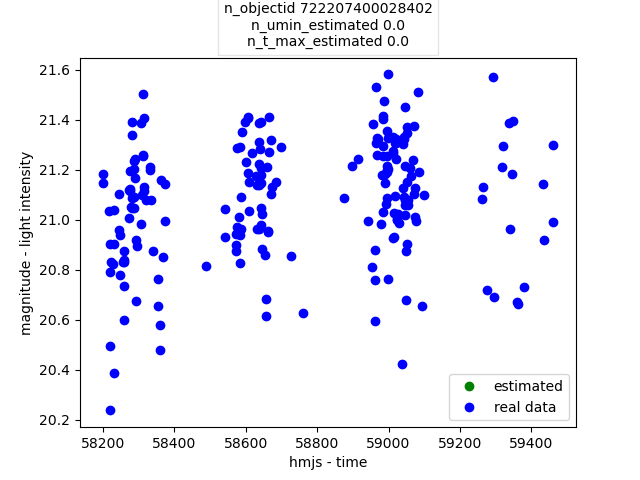 n_objectid 722207400028402
n_umin_estimated 0.0
n_t_max_estimated 0.0
21.6
21.4
21.2
21.0
20.8
20.6
20.4
20.2
magnitude - light intensity
estimated
real data
58200 58400 58600 58800 59000 59200 59400
hmjs - time